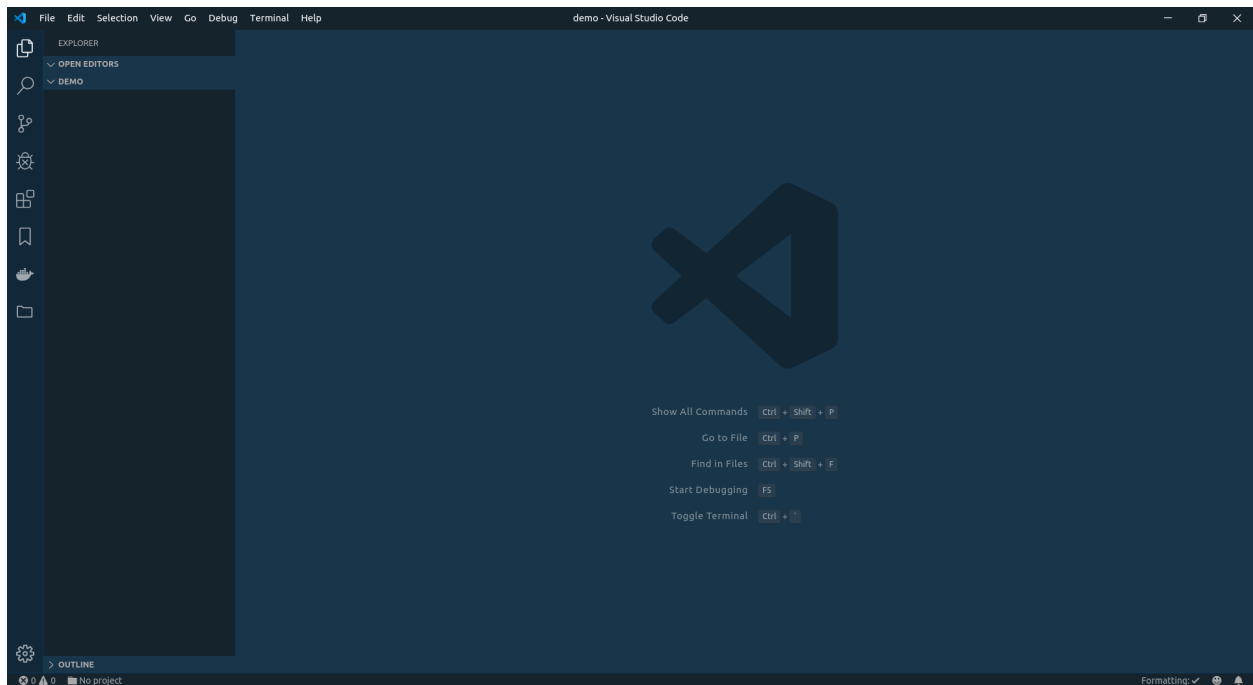 File Edit Selection View Go Debug Terminal Help demo - Visual Studio Code
EXPLORER
OPEN EDITORS
DEMO
Show All Commands Ctrl + Shift + P
Go to File Ctrl + P
Find in Files Ctrl + Shift + F
Start Debugging F5
Toggle Terminal Ctrl + `
OUTLINE
0 0 No project Formatting: ✓